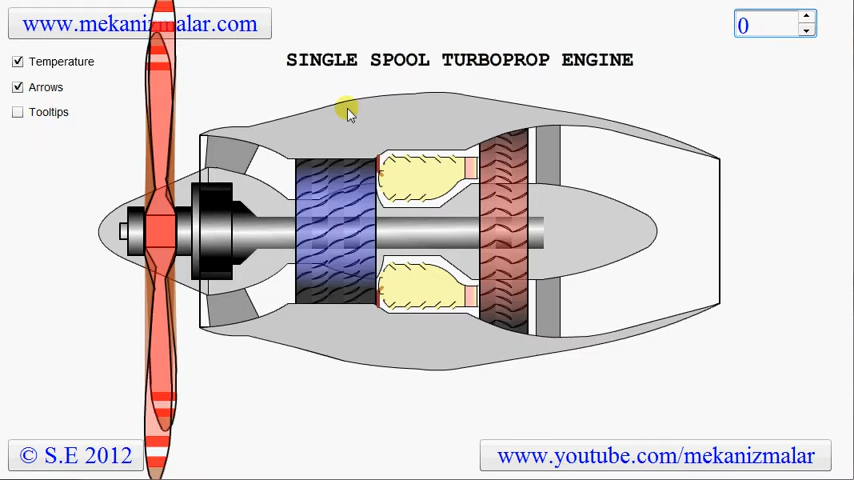 www.mekanizmalar.com
0
Temperature
SINGLE SPOOL TURBOPROP ENGINE
Arrows
Tooltips
© S.E 2012
www.youtube.com/mekanizmalar